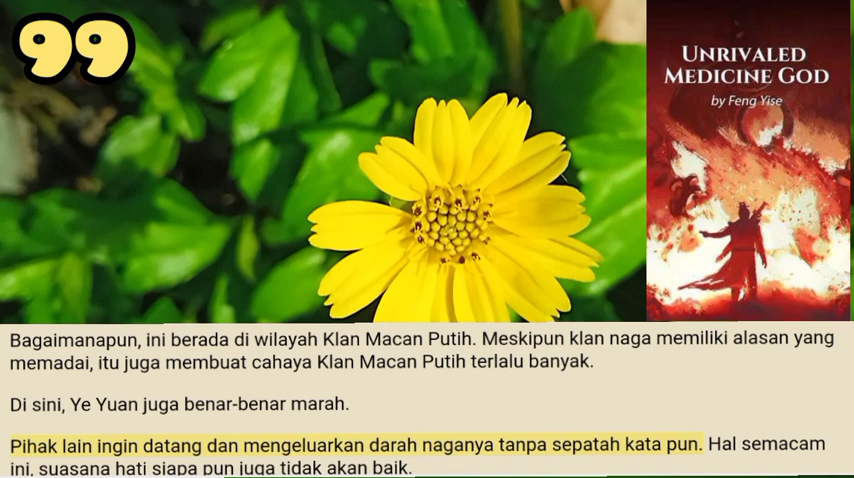 99
UNRIVALED
MEDICINE GOD
by Feng Yise
Bagaimanapun, ini berada di wilayah Klan Macan Putih. Meskipun klan naga memiliki alasan yang
memadai, itu juga membuat cahaya Klan Macan Putih terlalu banyak.
Di sini, Ye Yuan juga benar-benar marah.
Pihak lain ingin datang dan mengeluarkan darah naganya tanpa sepatah kata pun. Hal semacam
ini, suasana hati siapa pun juga tidak akan baik.